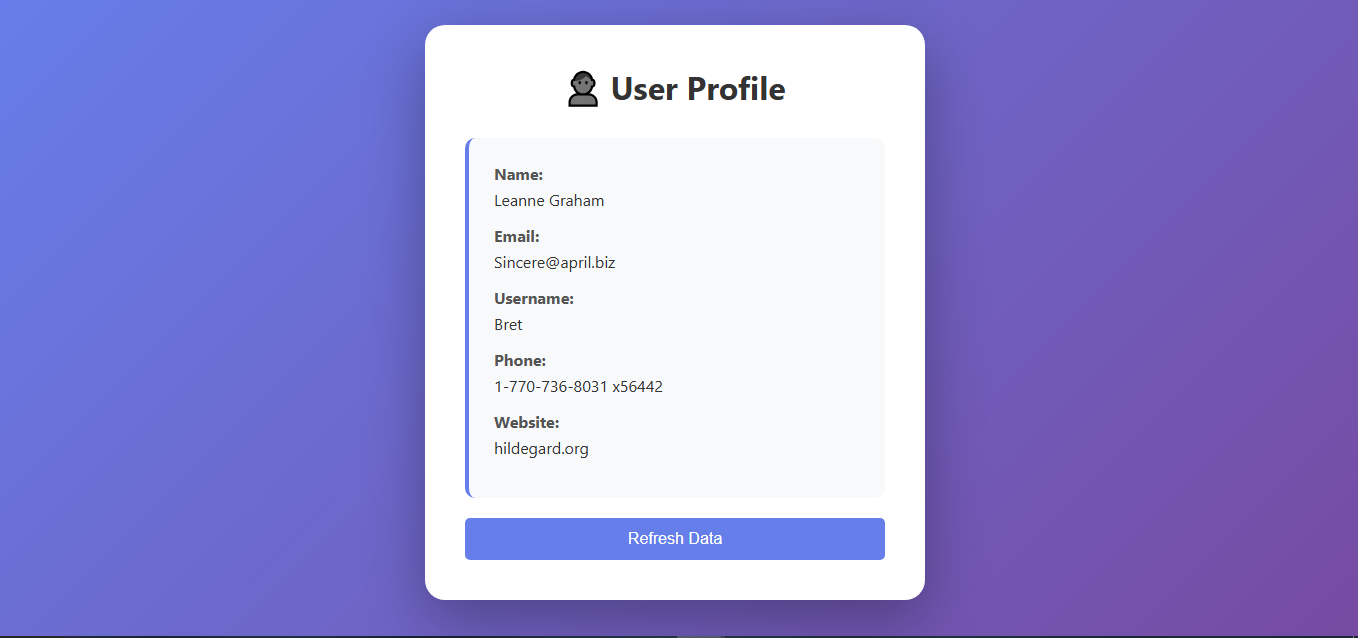 User Profile
Name:
Leanne Graham
Email:
Sincere@april.biz
Username:
Bret
Phone:
1-770-736-8031 x56442
Website:
hildegard.org
Refresh Data